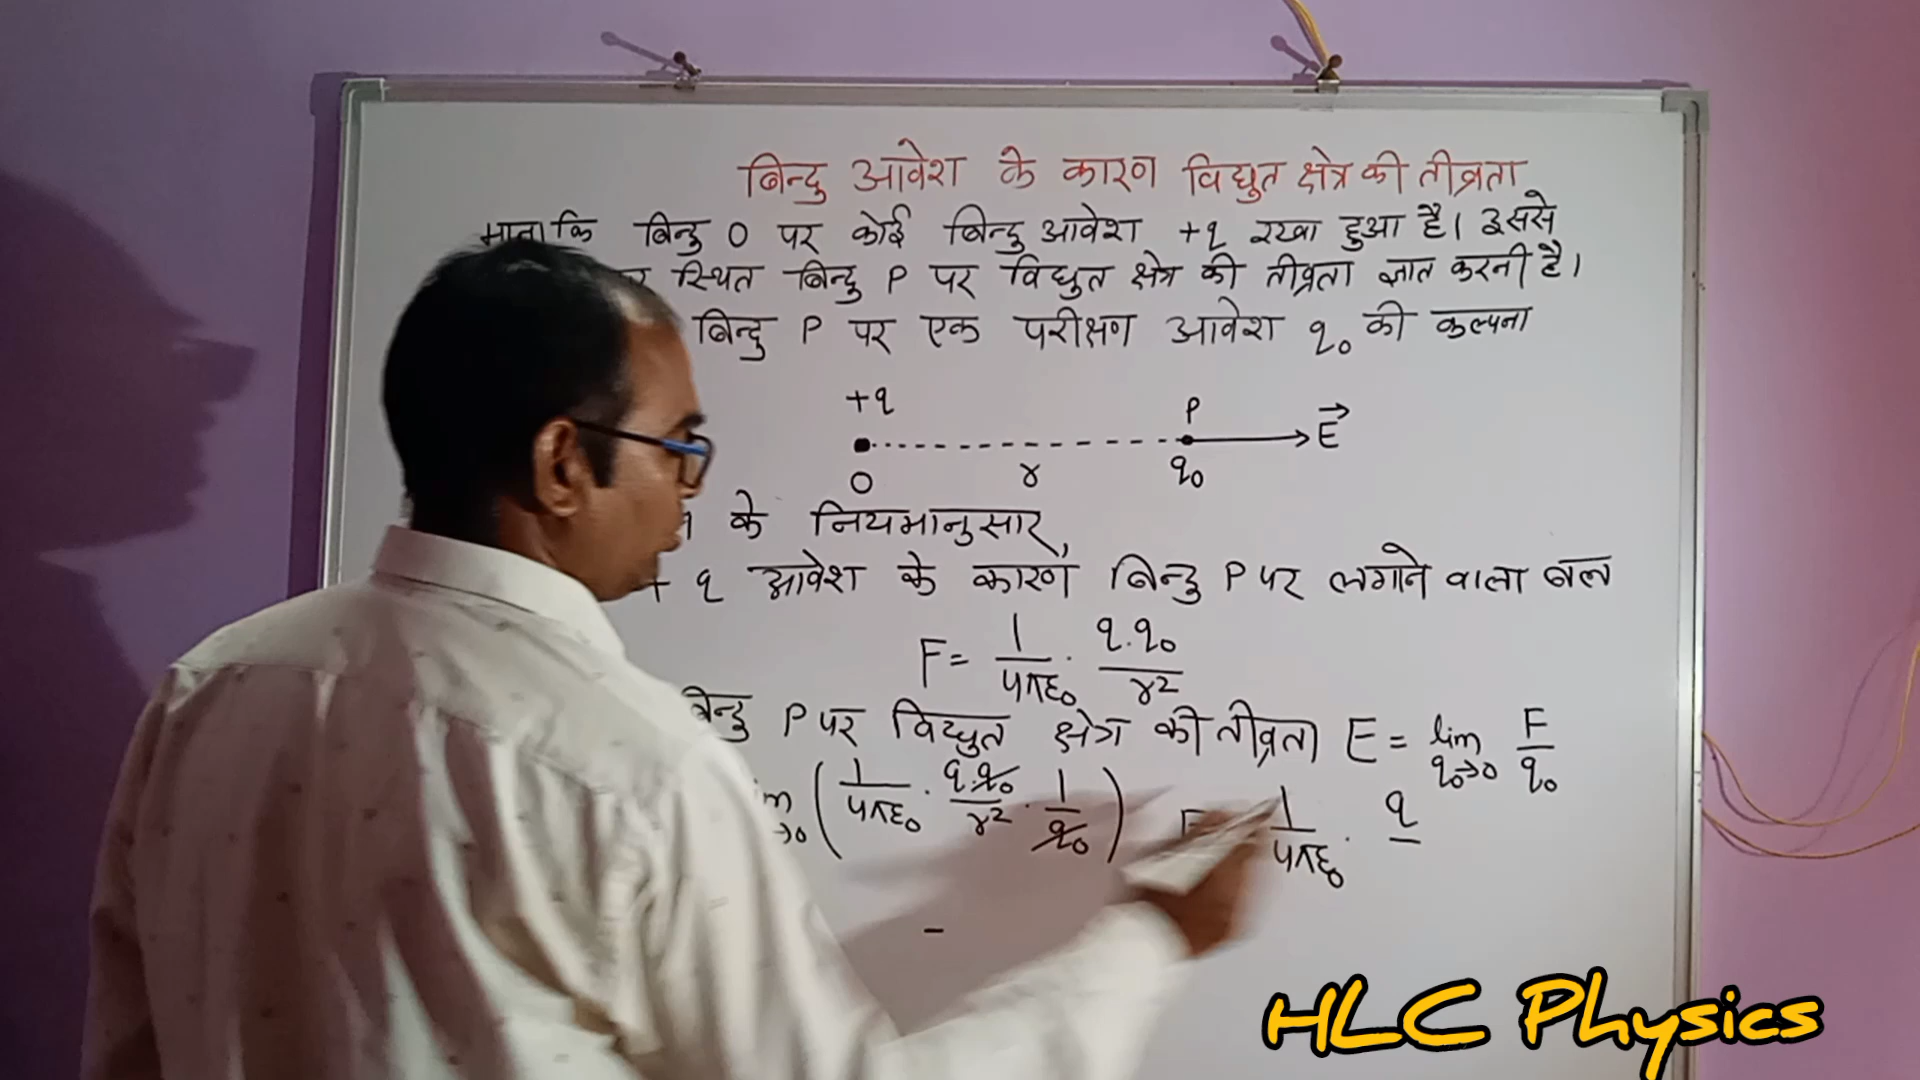 बिन्दु आवेश के कारण विद्युत क्षेत्र की तीव्रता
माना कि बिन्दु O पर कोई बिन्दु आवेश +q रखा हुआ है। इससे
स्थित बिन्दु P पर विद्युत क्षेत्र की तीव्रता ज्ञात करनी है।
बिन्दु P पर एक परीक्षण आवेश q₀ की कल्पना
+q P E⃗
O r q₀
के नियमानुसार,
+q आवेश के कारण, बिन्दु P पर लगाने वाला बल
F = 1/4πε₀ · q.q₀/r²
बिन्दु P पर विद्युत क्षेत्र की तीव्रता E = lim q₀→0 F/q₀
(1/4πε₀ · q.q₀/r² · 1/q₀) 1/4πε₀ · q/
HLC Physics